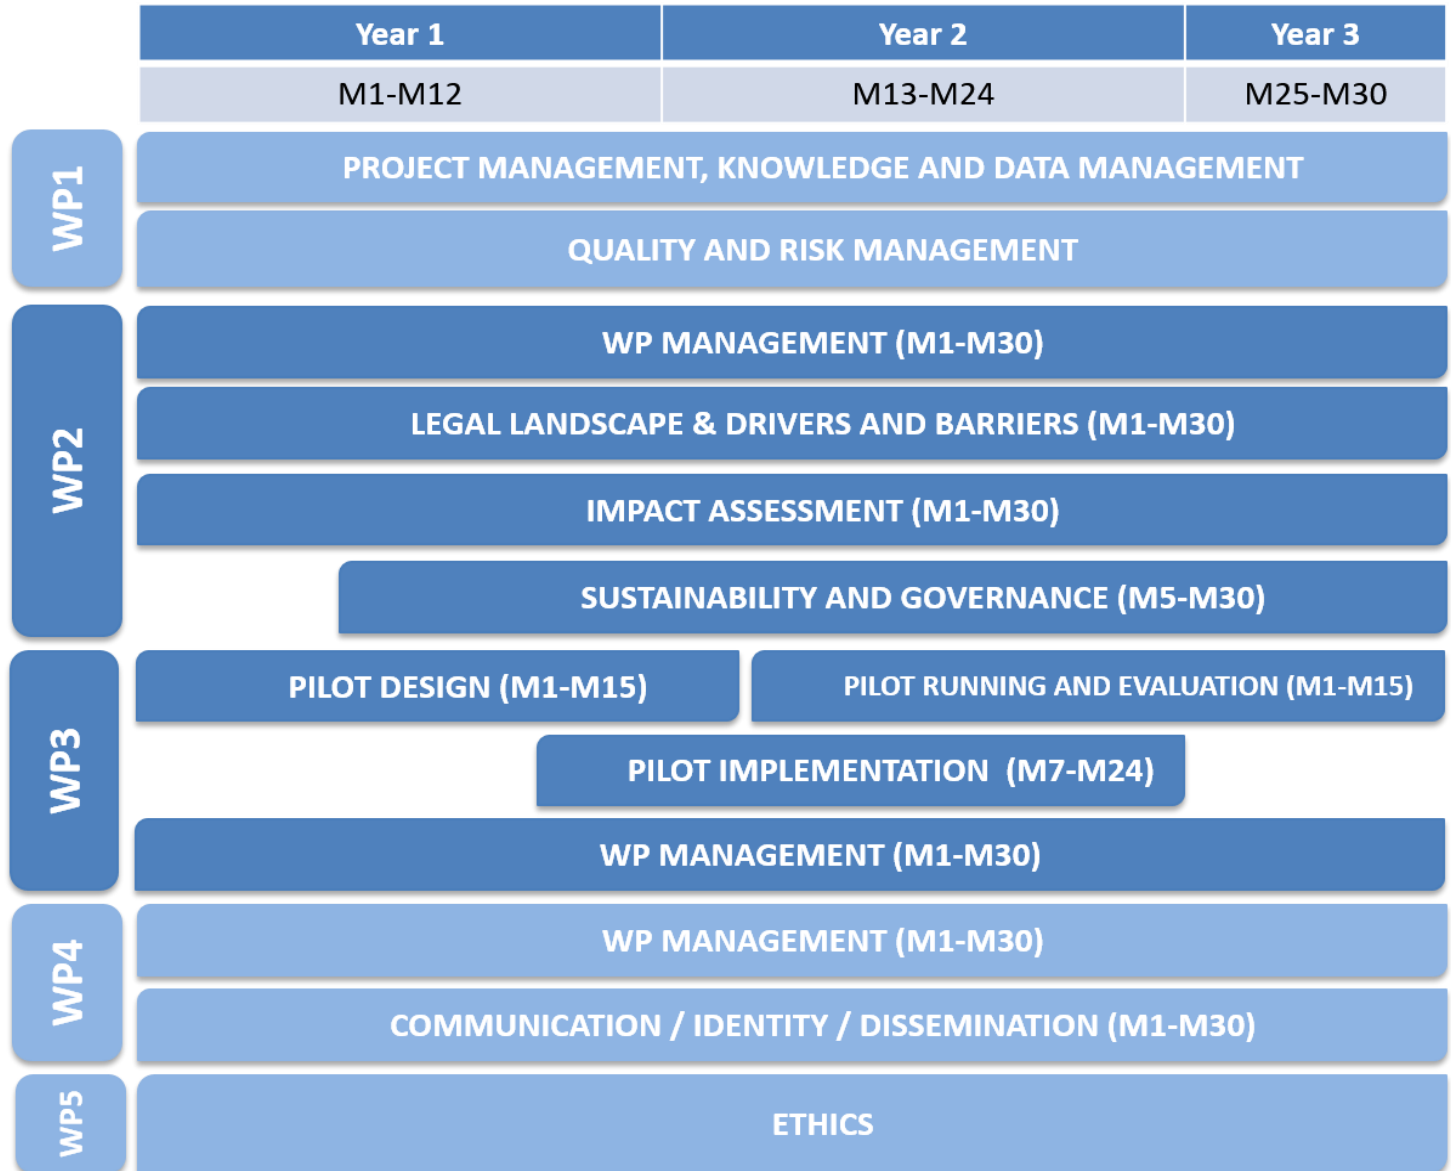 Year 1 Year 2 Year 3
M1-M12 M13-M24 M25-M30
WP1
PROJECT MANAGEMENT, KNOWLEDGE AND DATA MANAGEMENT
QUALITY AND RISK MANAGEMENT
WP2
WP MANAGEMENT (M1-M30)
LEGAL LANDSCAPE & DRIVERS AND BARRIERS (M1-M30)
IMPACT ASSESSMENT (M1-M30)
SUSTAINABILITY AND GOVERNANCE (M5-M30)
WP3
PILOT DESIGN (M1-M15) PILOT RUNNING AND EVALUATION (M1-M15)
PILOT IMPLEMENTATION (M7-M24)
WP MANAGEMENT (M1-M30)
WP4
WP MANAGEMENT (M1-M30)
COMMUNICATION / IDENTITY / DISSEMINATION (M1-M30)
WP5
ETHICS